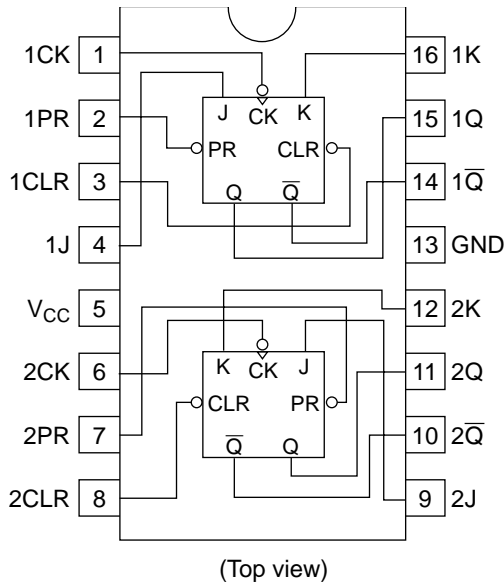 1CK 1 16 1K
J CK K
1PR 2 15 1Q
PR CLR
1CLR 3 14 1Q̅
Q Q̅
1J 4 13 GND
V_CC 5 12 2K
K CK J
2CK 6 11 2Q
CLR PR
2PR 7 10 2Q̅
Q̅ Q
2CLR 8 9 2J
(Top view)